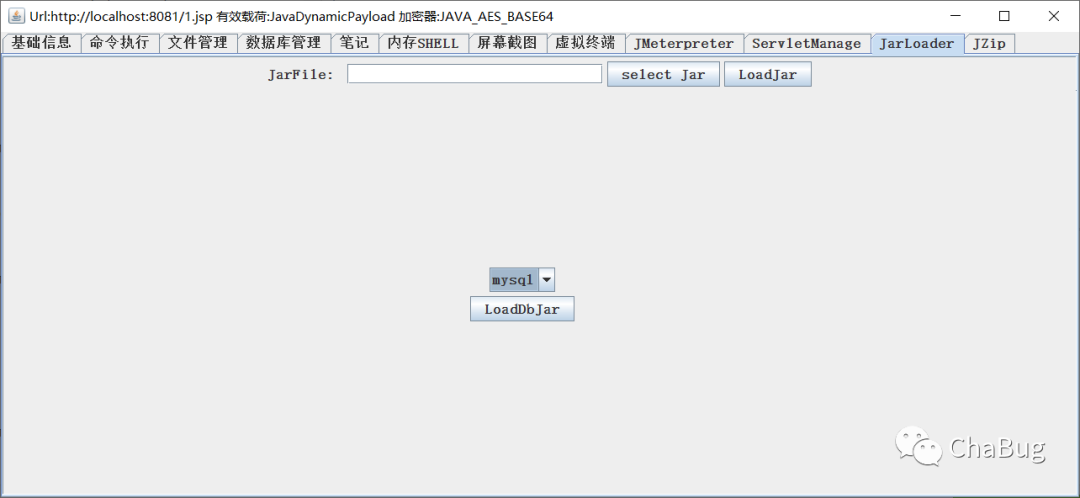 Url:http://localhost:8081/1.jsp 有效载荷:JavaDynamicPayload 加密器:JAVA_AES_BASE64
基础信息 命令执行 文件管理 数据库管理 笔记 内存SHELL 屏幕截图 虚拟终端 JMeterpreter ServletManage JarLoader JZip
JarFile: select Jar LoadJar
mysql
LoadDbJar
ChaBug